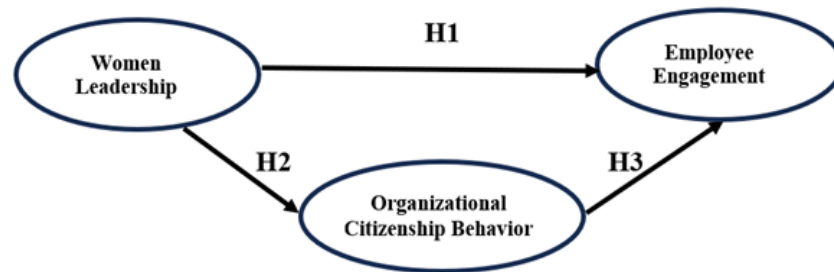 H1
Women
Leadership
Employee
Engagement
H2
H3
Organizational
Citizenship Behavior